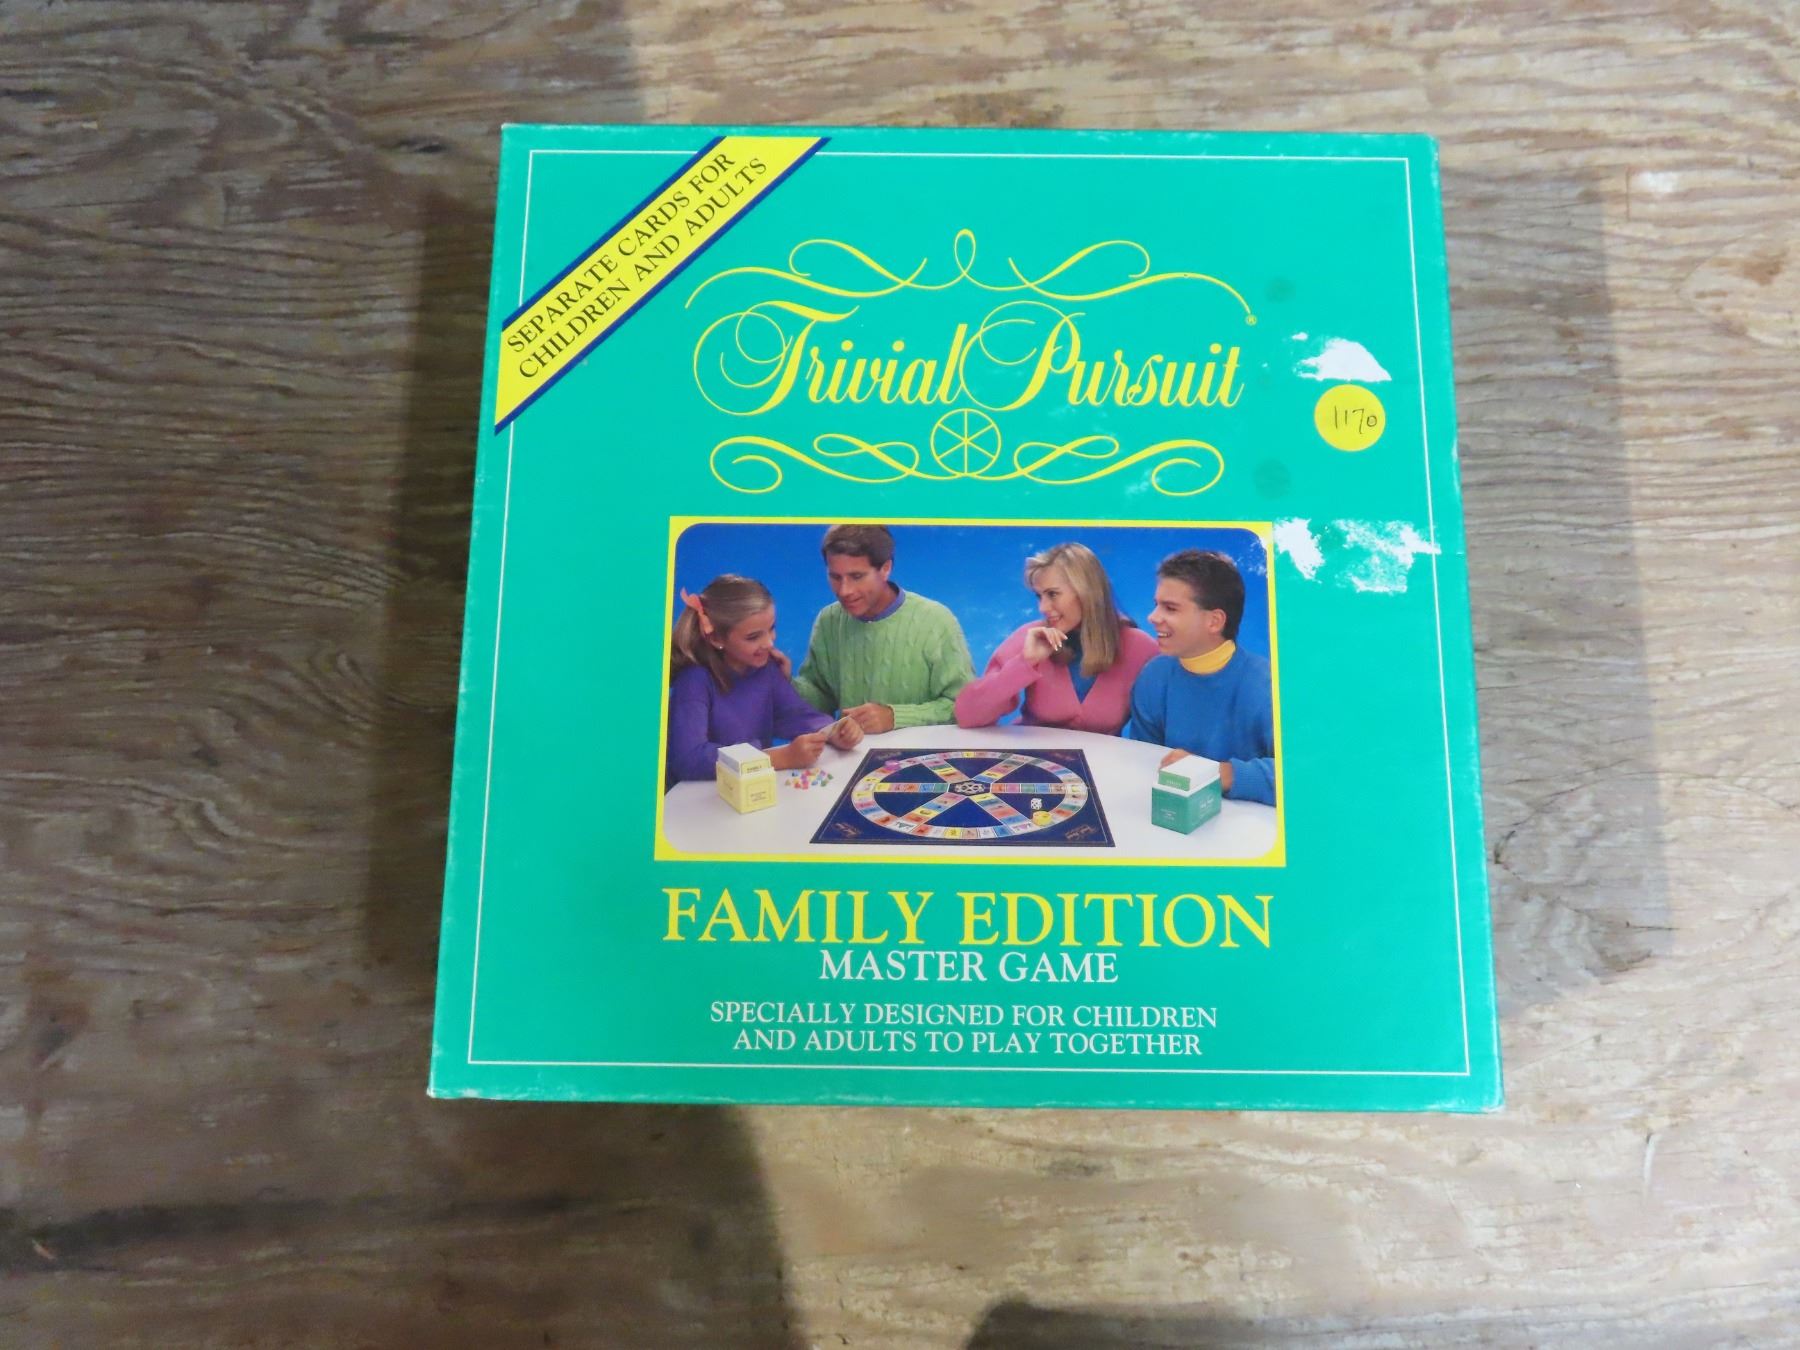 SEPARATE CARDS FOR
CHILDREN AND ADULTS
Trivial Pursuit®
1170
FAMILY EDITION
MASTER GAME
SPECIALLY DESIGNED FOR CHILDREN
AND ADULTS TO PLAY TOGETHER